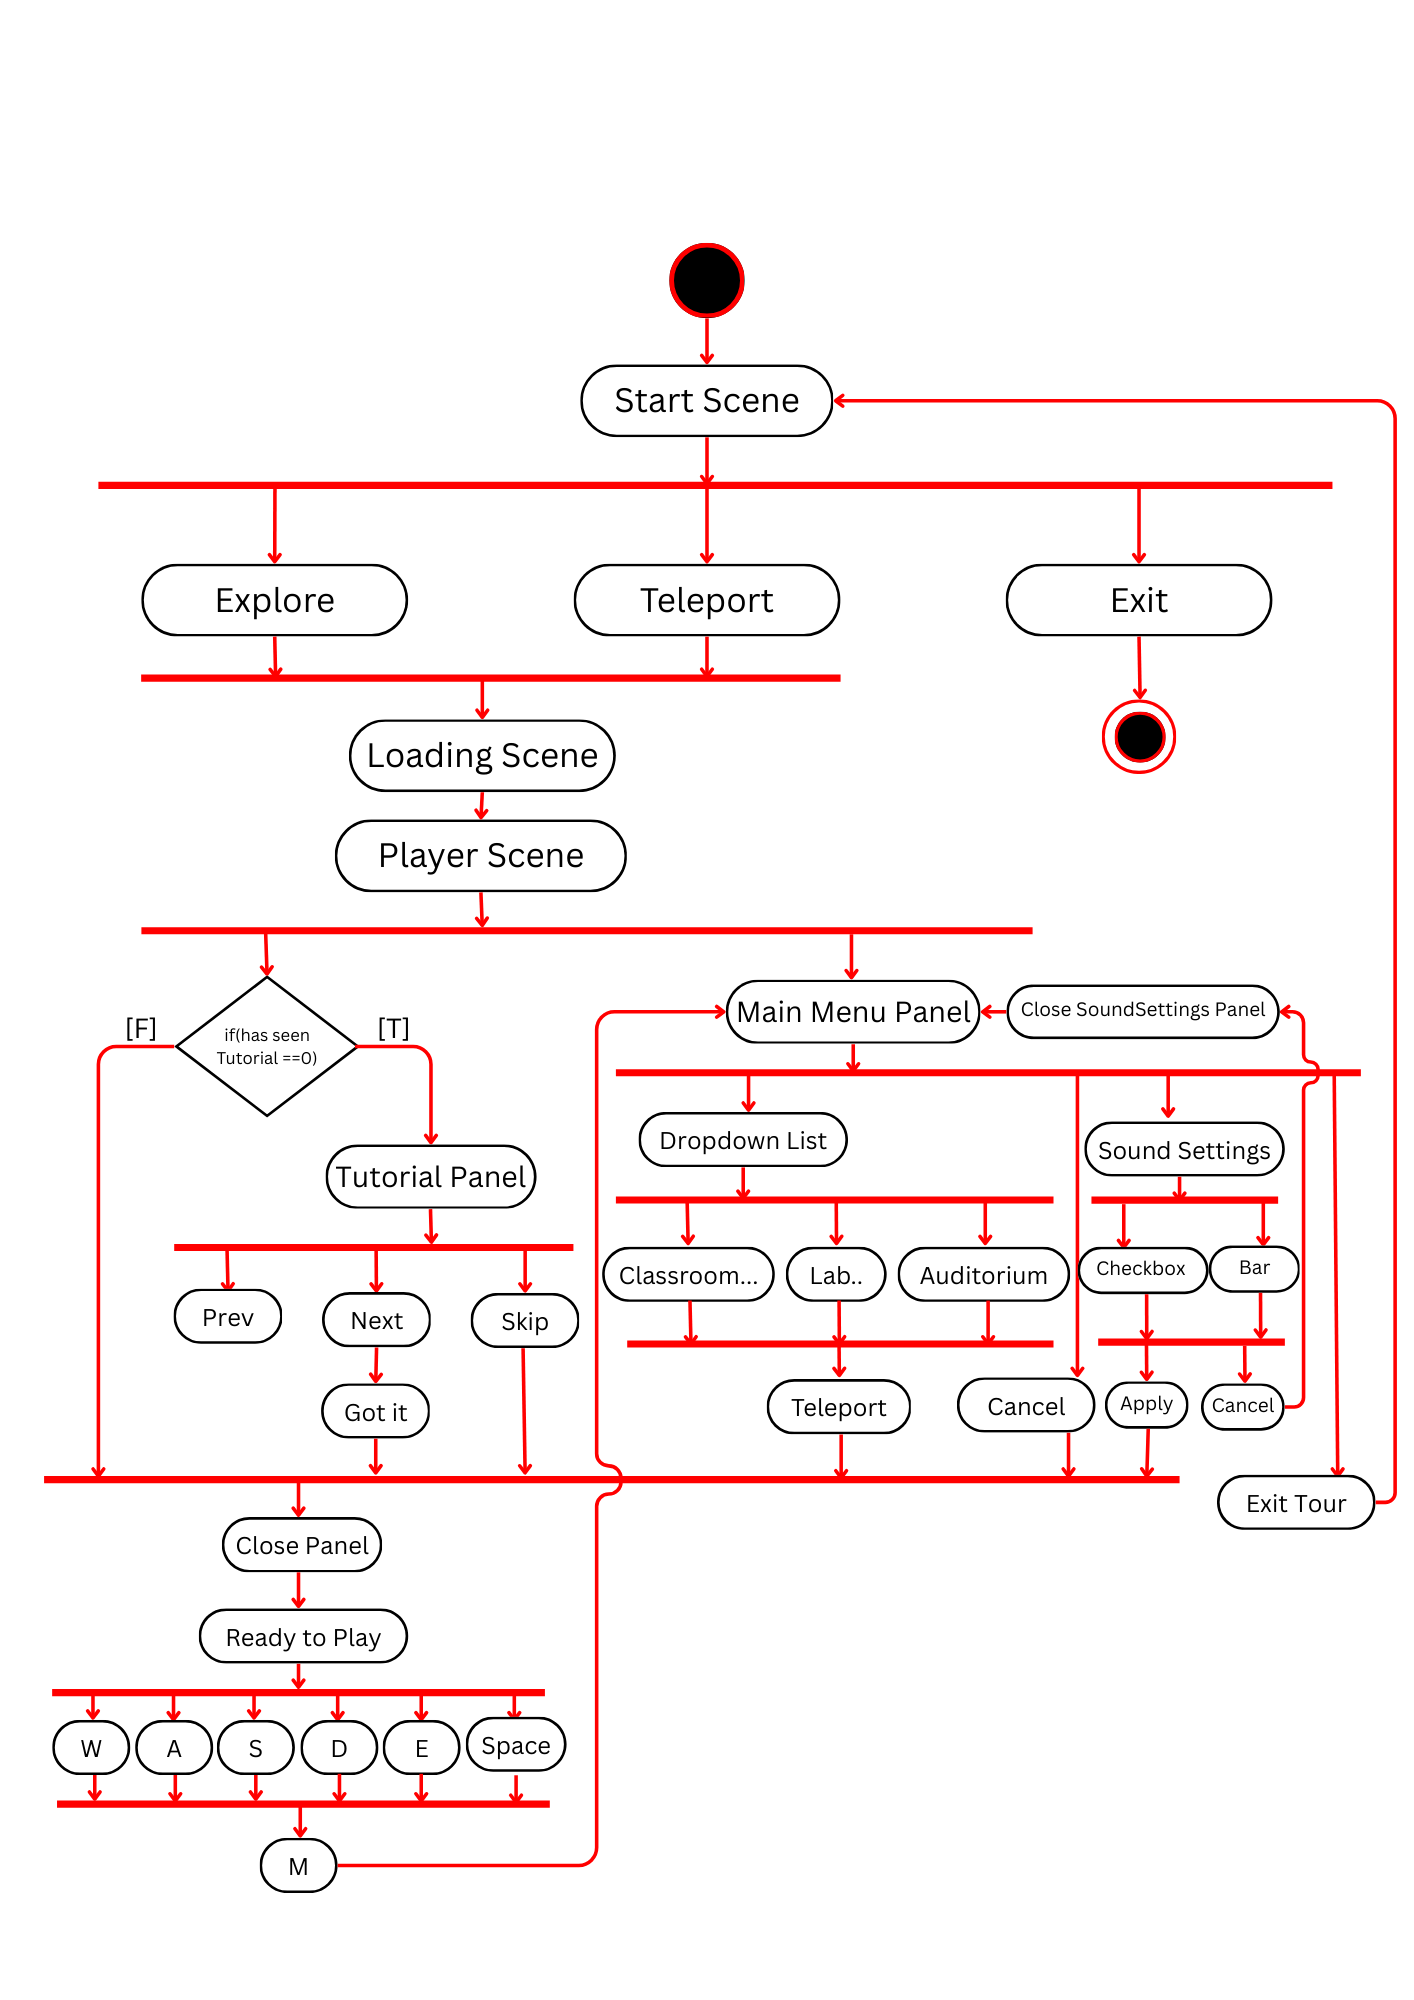 Start Scene
Explore
Teleport
Exit
Loading Scene
Player Scene
[F]
if(has seen
Tutorial ==0)
[T]
Main Menu Panel
Close SoundSettings Panel
Dropdown List
Sound Settings
Tutorial Panel
Classroom...
Lab..
Auditorium
Checkbox
Bar
Prev
Next
Skip
Got it
Teleport
Cancel
Apply
Cancel
Exit Tour
Close Panel
Ready to Play
W
A
S
D
E
Space
M